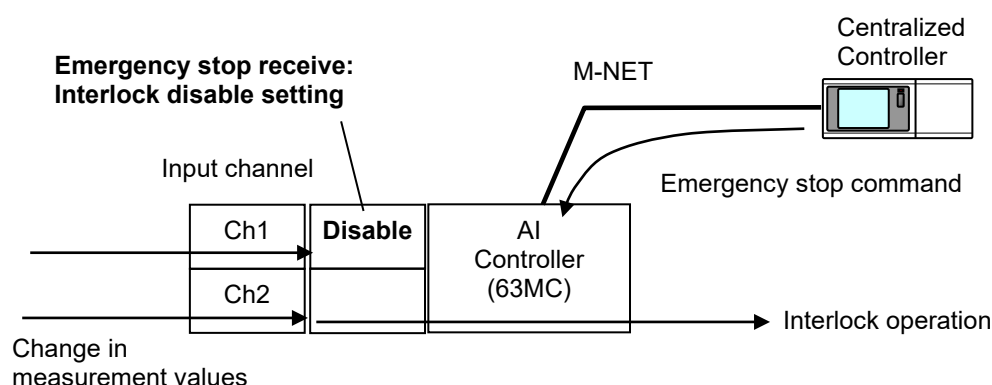 Centralized
Controller
Emergency stop receive:
Interlock disable setting
M-NET
Input channel
Emergency stop command
Ch1
Disable
AI
Controller
(63MC)
Ch2
Interlock operation
Change in
measurement values